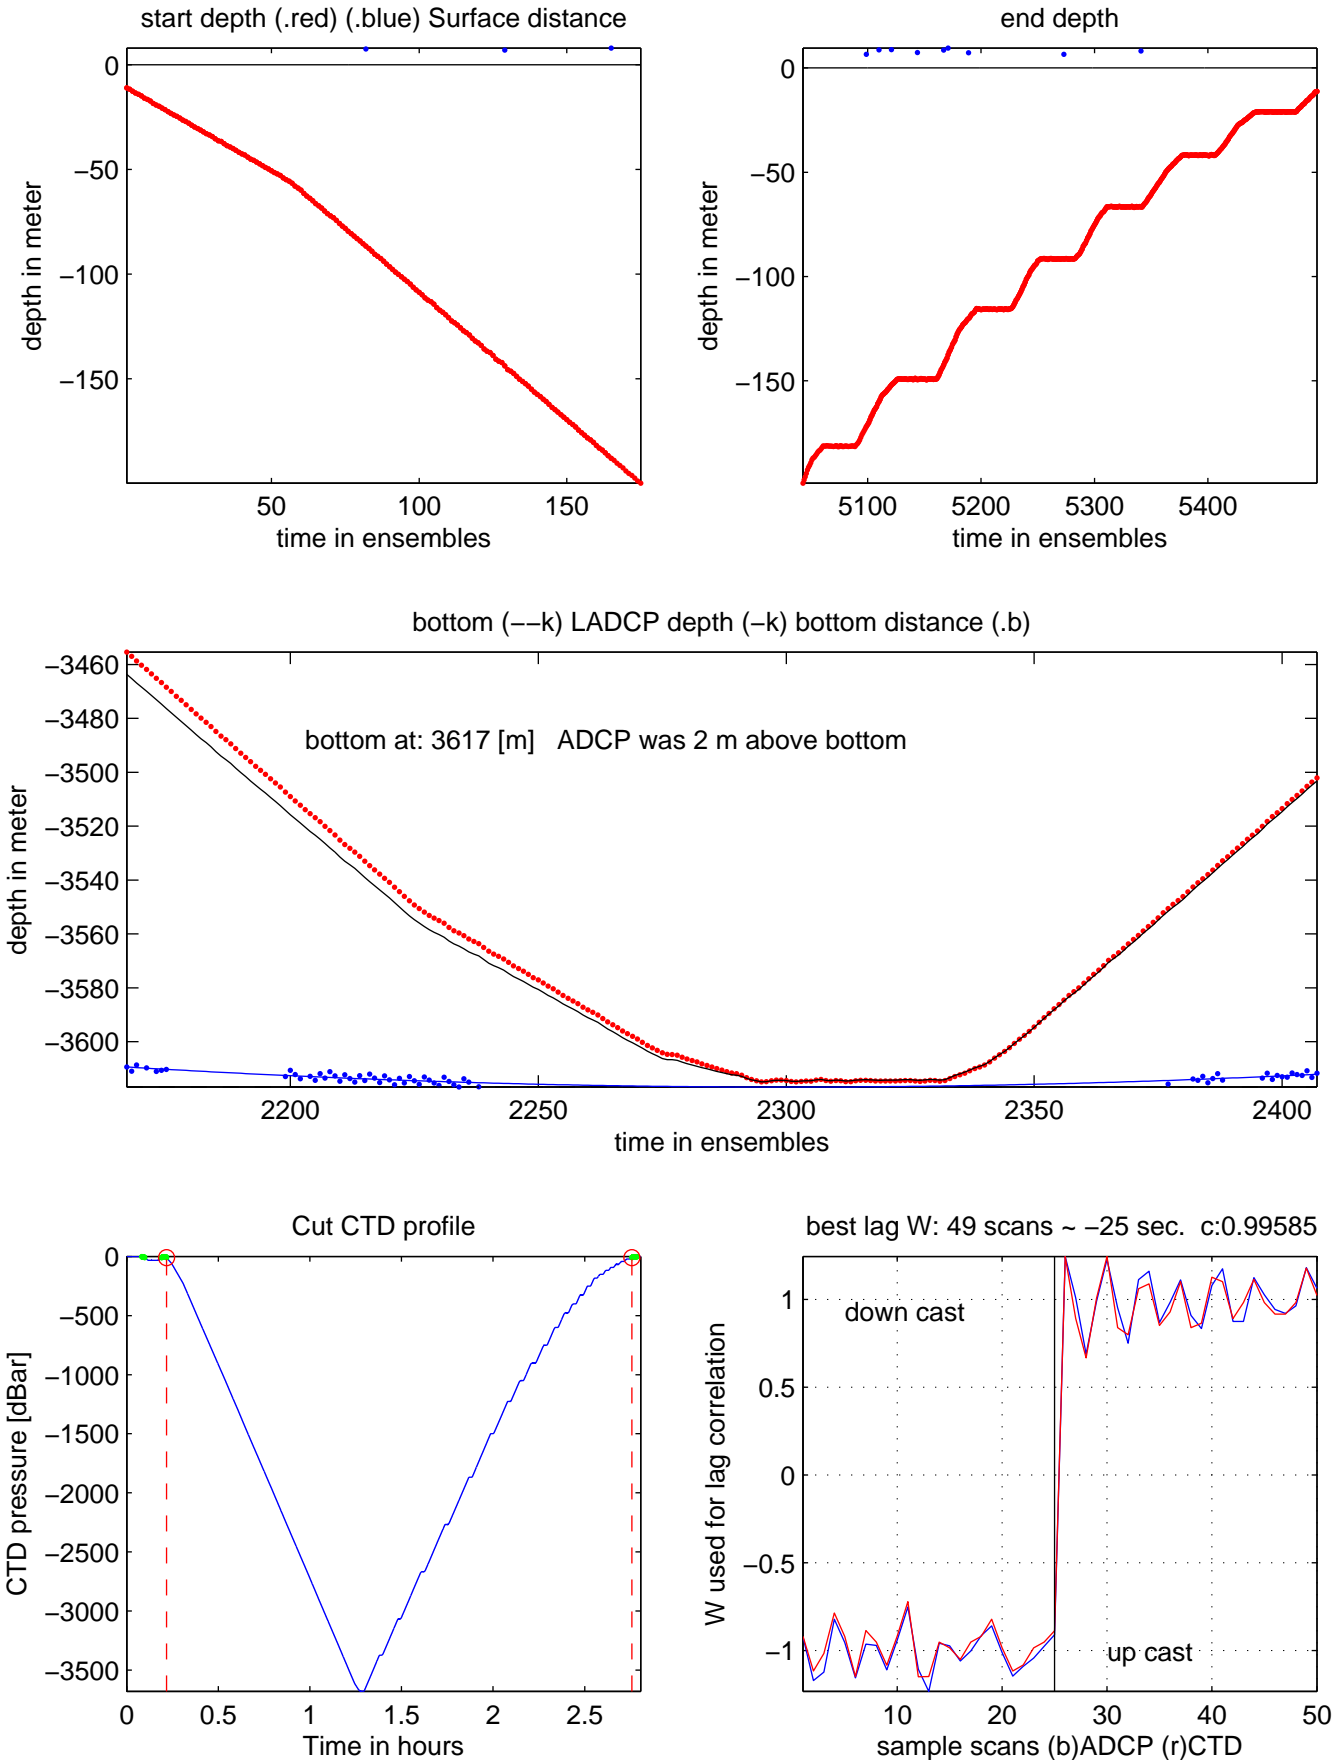 start depth (.red) (.blue) Surface distance
0
−50
−100
−150
depth in meter
50 100 150
time in ensembles
end depth
0
−50
−100
−150
depth in meter
5100 5200 5300 5400
time in ensembles
bottom (−−k) LADCP depth (−k) bottom distance (.b)
−3460
−3480
−3500
−3520
−3540
−3560
−3580
−3600
depth in meter
bottom at: 3617 [m] ADCP was 2 m above bottom
2200 2250 2300 2350 2400
time in ensembles
Cut CTD profile
0
−500
−1000
−1500
−2000
−2500
−3000
−3500
CTD pressure [dBar]
0 0.5 1 1.5 2 2.5
Time in hours
best lag W: 49 scans ~ −25 sec. c:0.99585
1
0.5
0
−0.5
−1
W used for lag correlation
down cast
up cast
10 20 30 40 50
sample scans (b)ADCP (r)CTD